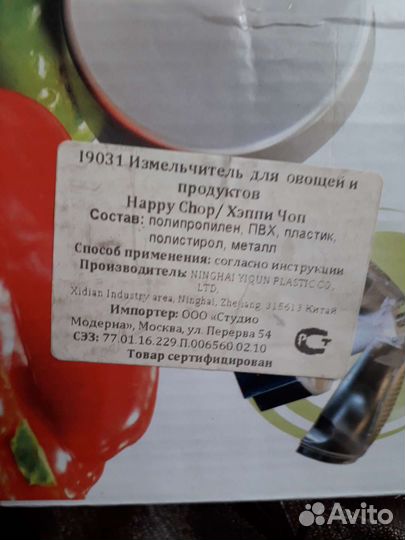 19031 Измельчитель для овощей и
продуктов
Happy Chop/ Хэппи Чоп
Состав: полипропилен, ПВХ, пластик,
полистирол, металл
Способ применения: согласно инструкции
Производитель: NINGHAI YIQUN PLASTIC CO.,
LTD.
Xidian Industry area, Ninghai, Zhejiang, 315613 Китай
Импортер: ООО «Студио
Модерна», Москва, ул. Перерва 54
СЭЗ: 77.01.16.229.П.006560.02.10
Товар сертифицирован
РСТ
Avito